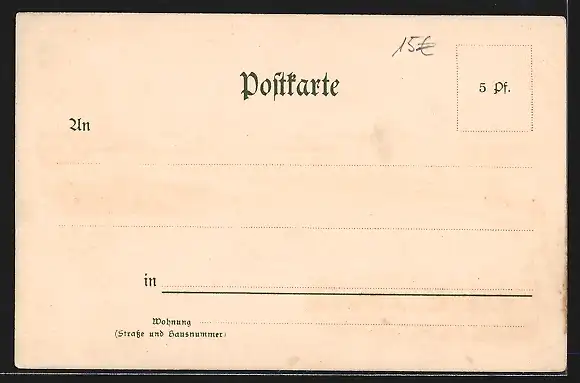 15€
Postkarte
5 Pf.
An
in
Wohnung
(Straße und Hausnummer)